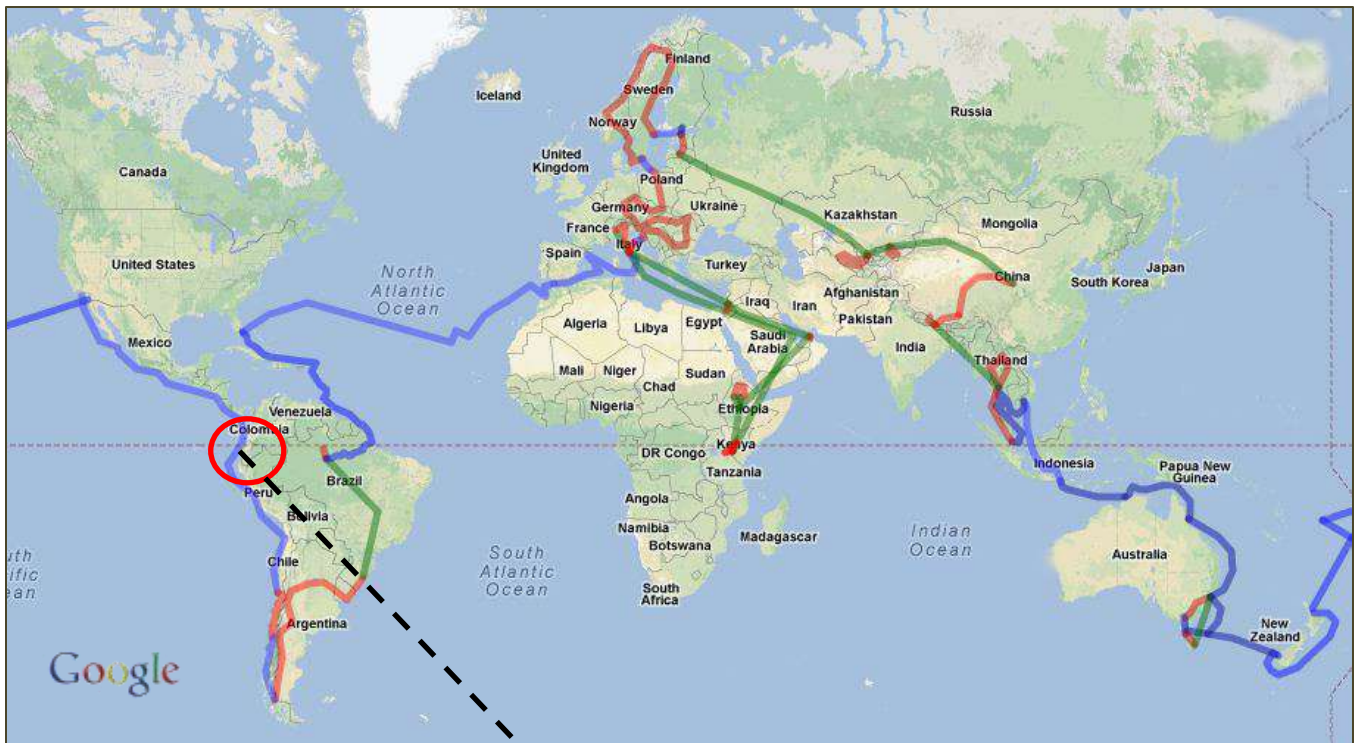 Finland
Iceland
Sweden
Russia
Norway
United
Kingdom
Canada
Poland
Germany
Ukraine
Kazakhstan
Mongolia
France
Italy
United States
Spain
Turkey
North
Atlantic
Ocean
China
South Korea
Japan
Iraq
Iran
Afghanistan
Pakistan
Algeria
Libya
Egypt
Saudi
Arabia
Mexico
India
Mali
Niger
Sudan
Thailand
Chad
Venezuela
Nigeria
Ethiopia
Colombia
Kenya
DR Congo
Tanzania
Indonesia
Papua New
Guinea
Brazil
Peru
Angola
Bolivia
Namibia
Botswana
Madagascar
Indian
Ocean
Australia
South
Atlantic
Ocean
Chile
South
Africa
Argentina
New
Zealand
Google